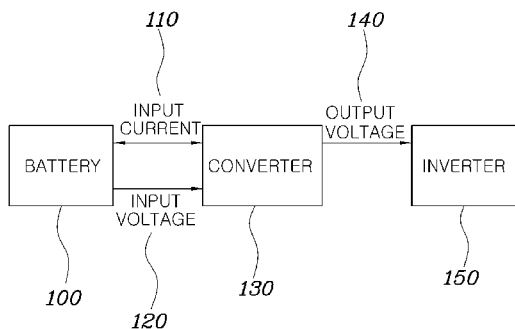 110
140
INPUT
CURRENT
OUTPUT
VOLTAGE
BATTERY
CONVERTER
INVERTER
INPUT
VOLTAGE
100
120
130
150